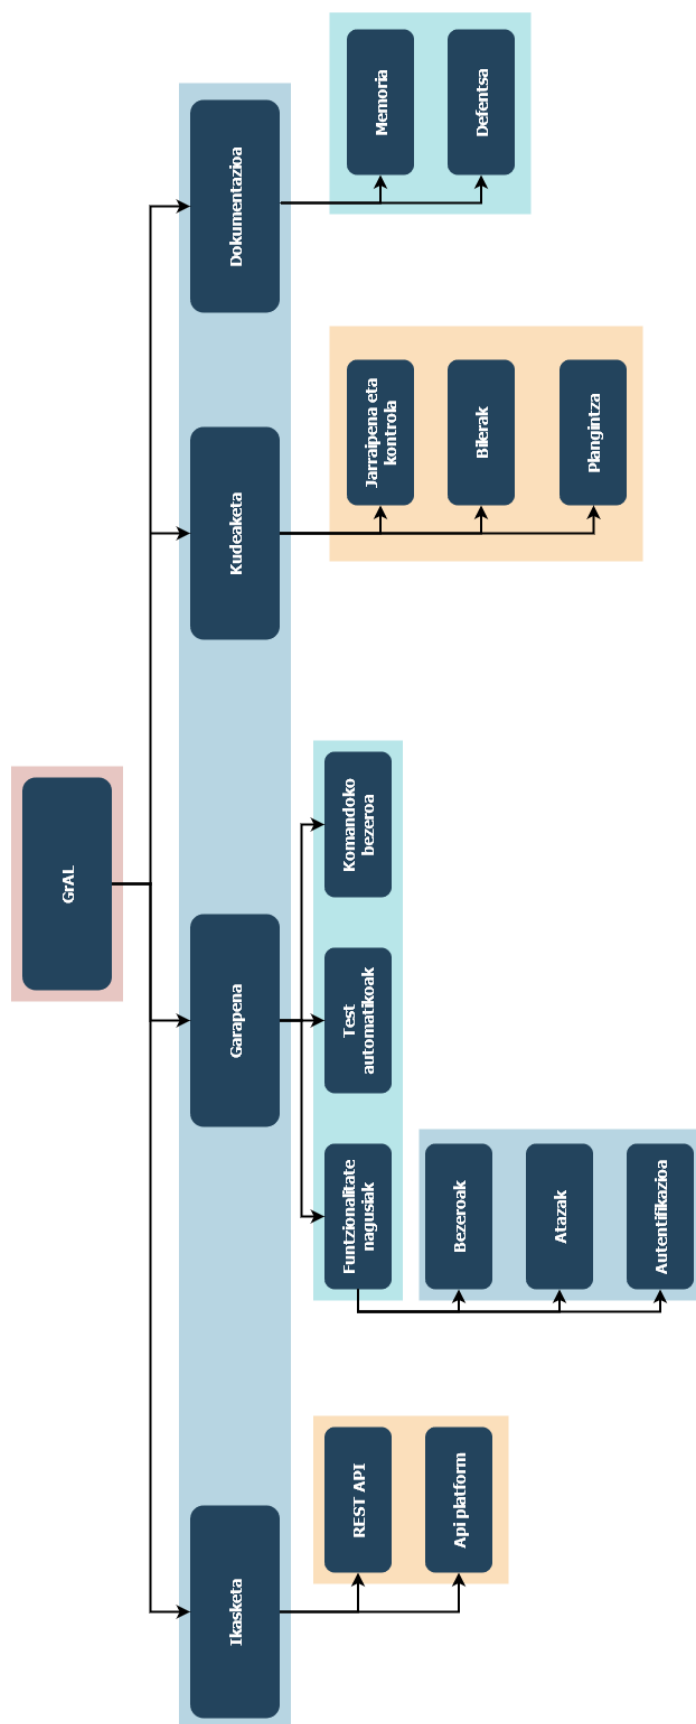 GrAL
Ikasketa
Garapena
Kudeaketa
Dokumentazioa
REST API
Api platform
Funtzionalitate
nagusiak
Test
automatikoak
Komandoko
bezeroa
Bezeroak
Atazak
Autentifikazioa
Jarraipena eta
kontrola
Bilerak
Plangintza
Memoria
Defentsa